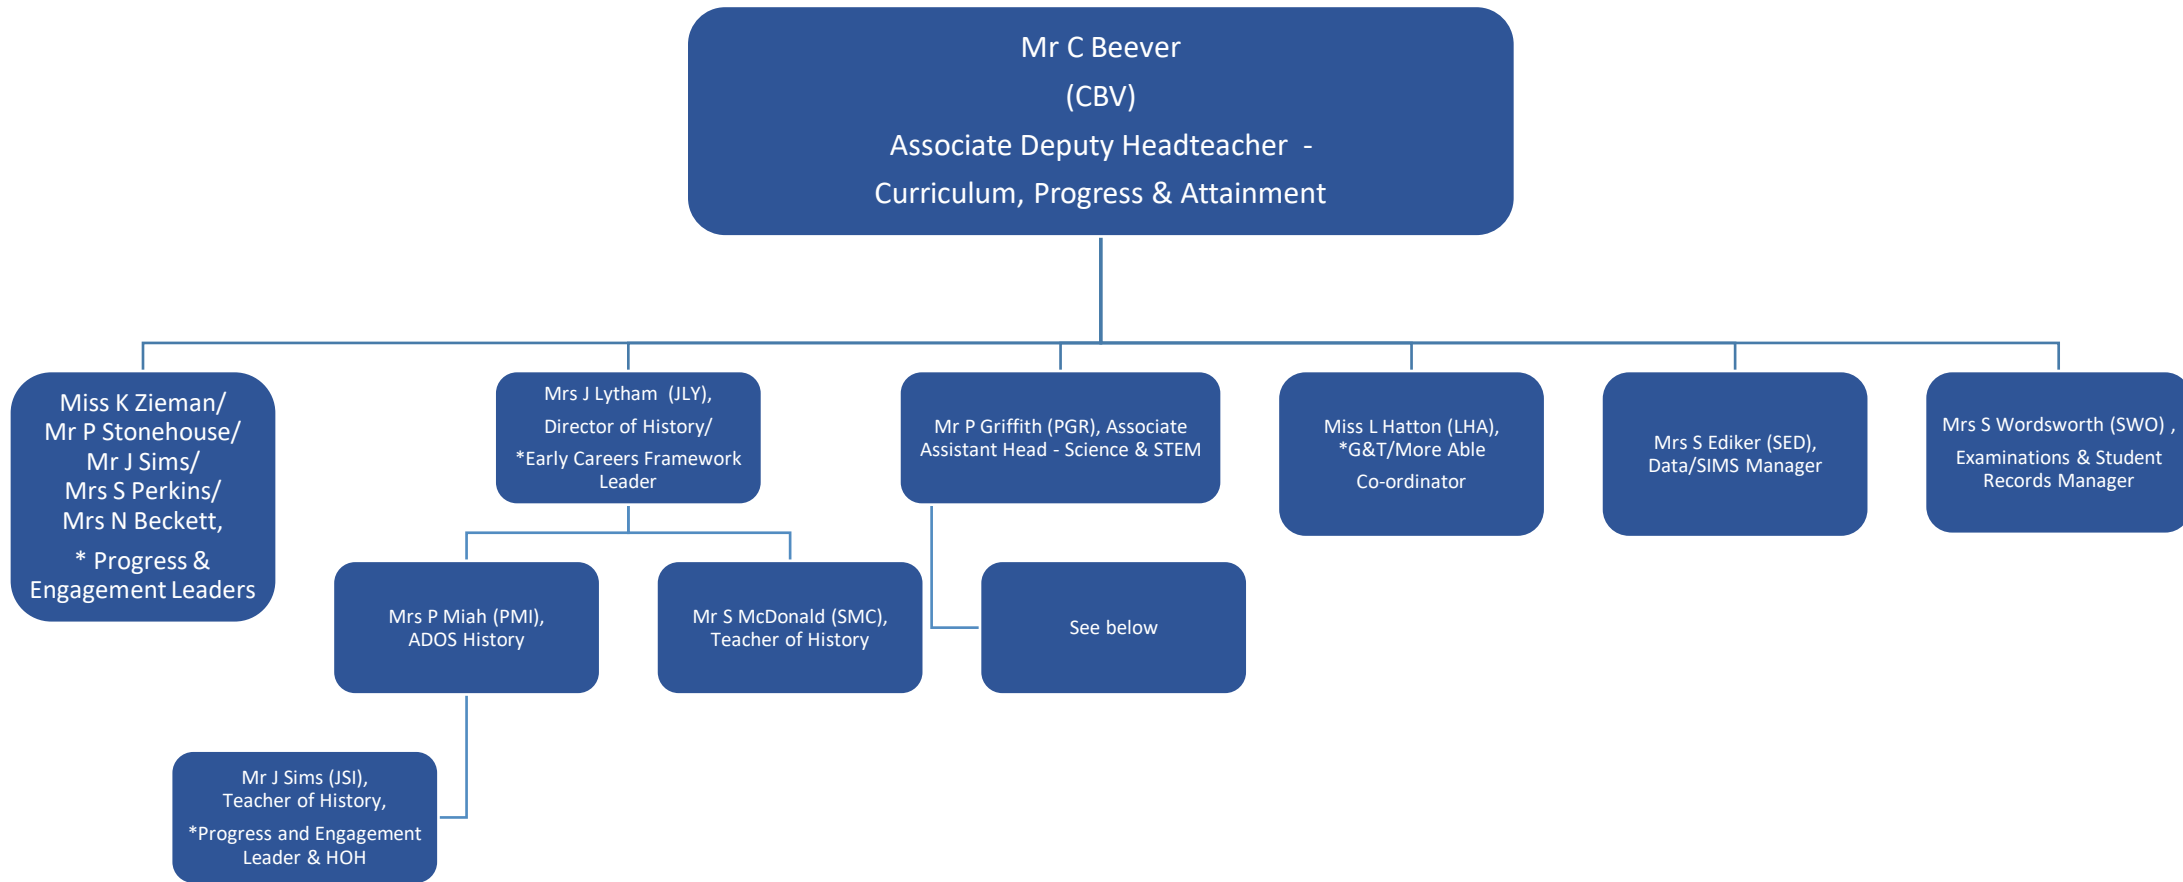 Mr C Beever
(CBV)
Associate Deputy Headteacher -
Curriculum, Progress & Attainment
Miss K Zieman/
Mr P Stonehouse/
Mr J Sims/
Mrs S Perkins/
Mrs N Beckett,
* Progress &
Engagement Leaders
Mrs J Lytham (JLY),
Director of History/
*Early Careers Framework
Leader
Mr P Griffith (PGR), Associate
Assistant Head - Science & STEM
Miss L Hatton (LHA),
*G&T/More Able
Co-ordinator
Mrs S Ediker (SED),
Data/SIMS Manager
Mrs S Wordsworth (SWO) ,
Examinations & Student
Records Manager
Mrs P Miah (PMI),
ADOS History
Mr S McDonald (SMC),
Teacher of History
See below
Mr J Sims (JSI),
Teacher of History,
*Progress and Engagement
Leader & HOH